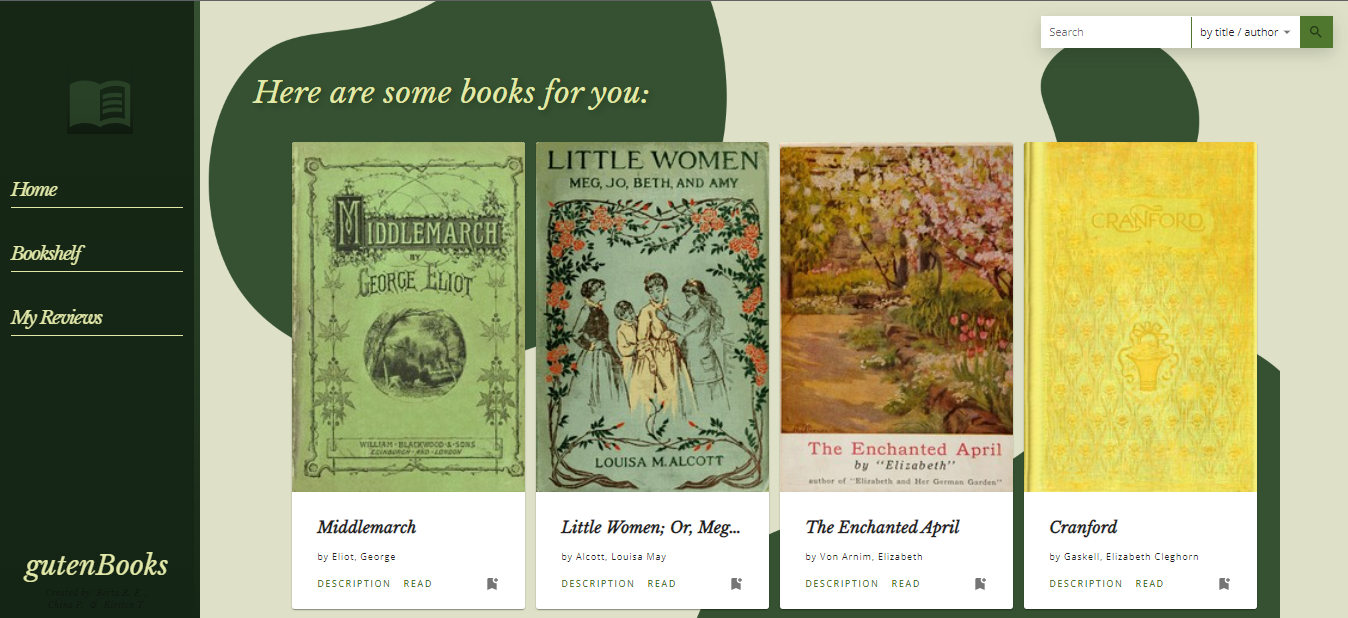 Search
by title / author
Here are some books for you:
Home
Bookshelf
My Reviews
gutenBooks
MIDDLEMARCH
BY
GEORGE ELIOT
WILLIAM·BLACKWOOD·&·SONS
EDINBURGH·AND·LONDON
Middlemarch
by Eliot, George
DESCRIPTION READ
LITTLE WOMEN
MEG, JO, BETH, AND AMY
LOUISA M. ALCOTT
Little Women; Or, Meg...
by Alcott, Louisa May
DESCRIPTION READ
The Enchanted April
by "Elizabeth"
author of "Elizabeth and Her German Garden"
The Enchanted April
by Von Arnim, Elizabeth
DESCRIPTION READ
CRANFORD
Cranford
by Gaskell, Elizabeth Cleghorn
DESCRIPTION READ